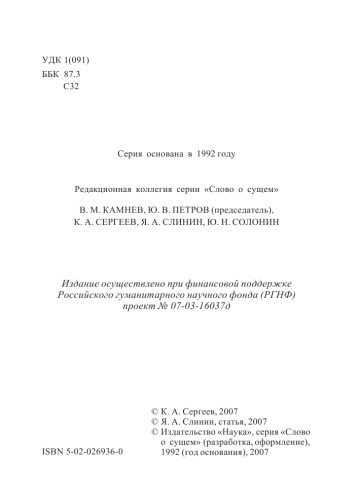 УДК 1(091)
ББК 87.3
С32
Серия основана в 1992 году
Редакционная коллегия серии «Слово о сущем»
В. М. КАМНЕВ, Ю. В. ПЕТРОВ (председатель),
К. А. СЕРГЕЕВ, Я. А. СЛИНИН, Ю. Н. СОЛОНИН
Издание осуществлено при финансовой поддержке
Российского гуманитарного научного фонда (РГНФ)
проект № 07-03-16037д
© К. А. Сергеев, 2007
© Я. А. Слинин, статья, 2007
© Издательство «Наука», серия «Слово
о сущем» (разработка, оформление),
1992 (год основания), 2007
ISBN 5-02-026936-0